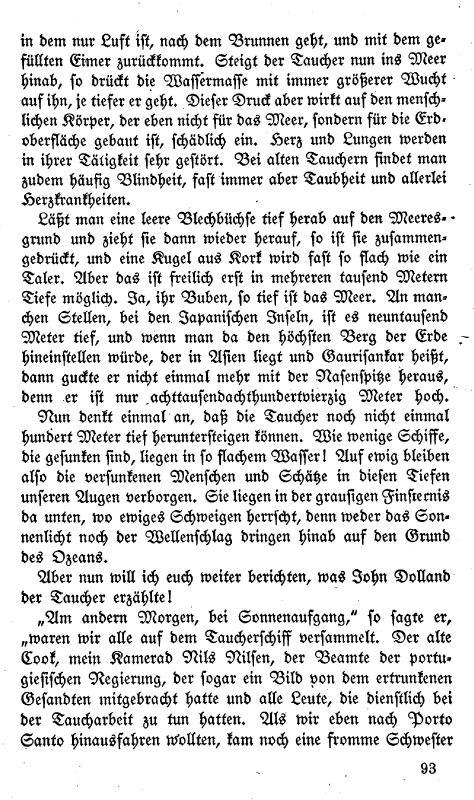 in dem nur Luft ist, nach dem Brunnen geht, und mit dem ge-
füllten Eimer zurückkommt. Steigt der Taucher nun ins Meer
hinab, so drückt die Wassermasse mit immer größerer Wucht
auf ihn, je tiefer er geht. Dieser Druck aber wirkt auf den mensch-
lichen Körper, der eben nicht für das Meer, sondern für die Erd-
oberfläche gebaut ist, schädlich ein. Herz und Lungen werden
in ihrer Tätigkeit sehr gestört. Bei alten Tauchern findet man
zudem häufig Blindheit, fast immer aber Taubheit und allerlei
Herzkrankheiten.
Läßt man eine leere Blechbüchse tief herab auf den Meeres-
grund und zieht sie dann wieder herauf, so ist sie zusammen-
gedrückt, und eine Kugel aus Kork wird fast so flach wie ein
Taler. Aber das ist freilich erst in mehreren tausend Metern
Tiefe möglich. Ja, ihr Buben, so tief ist das Meer. An man-
chen Stellen, bei den Japanischen Inseln, ist es neuntausend
Meter tief, und wenn man da den höchsten Berg der Erde
hineinstellen würde, der in Asien liegt und Gaurisankar heißt,
dann guckte er nicht einmal mehr mit der Nasenspitze heraus,
denn er ist nur achttausendachthundertvierzig Meter hoch.
Nun denkt einmal an, daß die Taucher noch nicht einmal
hundert Meter tief heruntersteigen können. Wie wenige Schiffe,
die gesunken sind, liegen in so flachem Wasser! Auf ewig bleiben
also die versunkenen Menschen und Schätze in diesen Tiefen
unseren Augen verborgen. Sie liegen in der grausigen Finsternis
da unten, wo ewiges Schweigen herrscht, denn weder das Son-
nenlicht noch der Wellenschlag dringen hinab auf den Grund
des Ozeans.
Aber nun will ich euch weiter berichten, was John Dolland
der Taucher erzählte!
„Am andern Morgen, bei Sonnenaufgang,“ so sagte er,
„waren wir alle auf dem Taucherschiff versammelt. Der alte
Cook, mein Kamerad Nils Nilsen, der Beamte der portu-
giesischen Regierung, der sogar ein Bild von dem ertrunkenen
Gesandten mitgebracht hatte und alle Leute, die dienstlich bei
der Taucharbeit zu tun hatten. Als wir eben nach Porto
Santo hinausfahren wollten, kam noch eine fromme Schwester
93